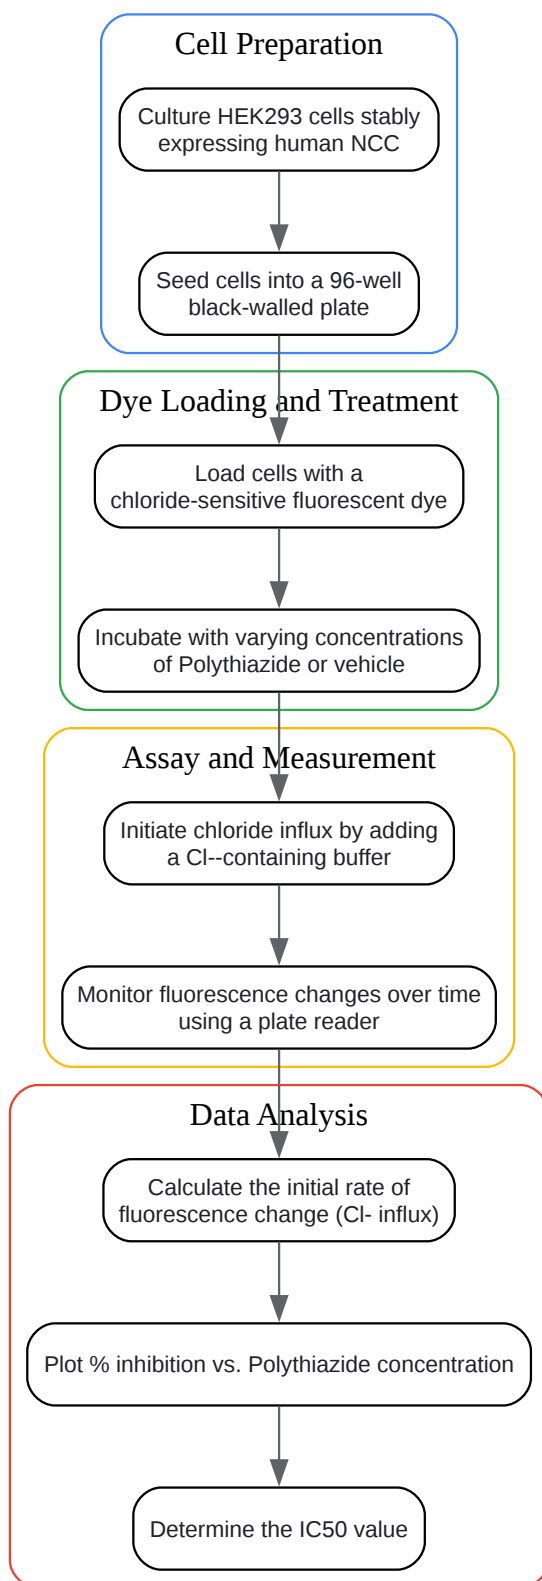 Cell Preparation
Culture HEK293 cells stably
expressing human NCC
Seed cells into a 96-well
black-walled plate
Dye Loading and Treatment
Load cells with a
chloride-sensitive fluorescent dye
Incubate with varying concentrations
of Polythiazide or vehicle
Assay and Measurement
Initiate chloride influx by adding
a Cl--containing buffer
Monitor fluorescence changes over time
using a plate reader
Data Analysis
Calculate the initial rate of
fluorescence change (Cl- influx)
Plot % inhibition vs. Polythiazide concentration
Determine the IC50 value